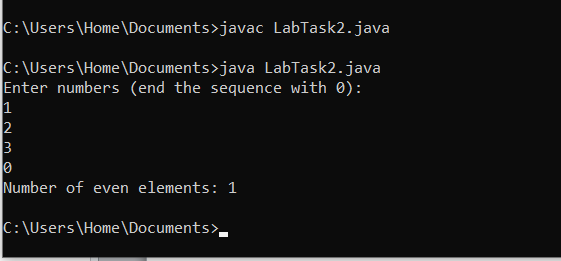 C:\Users\Home\Documents>javac LabTask2.java
C:\Users\Home\Documents>java LabTask2.java
Enter numbers (end the sequence with 0):
1
2
3
0
Number of even elements: 1
C:\Users\Home\Documents>